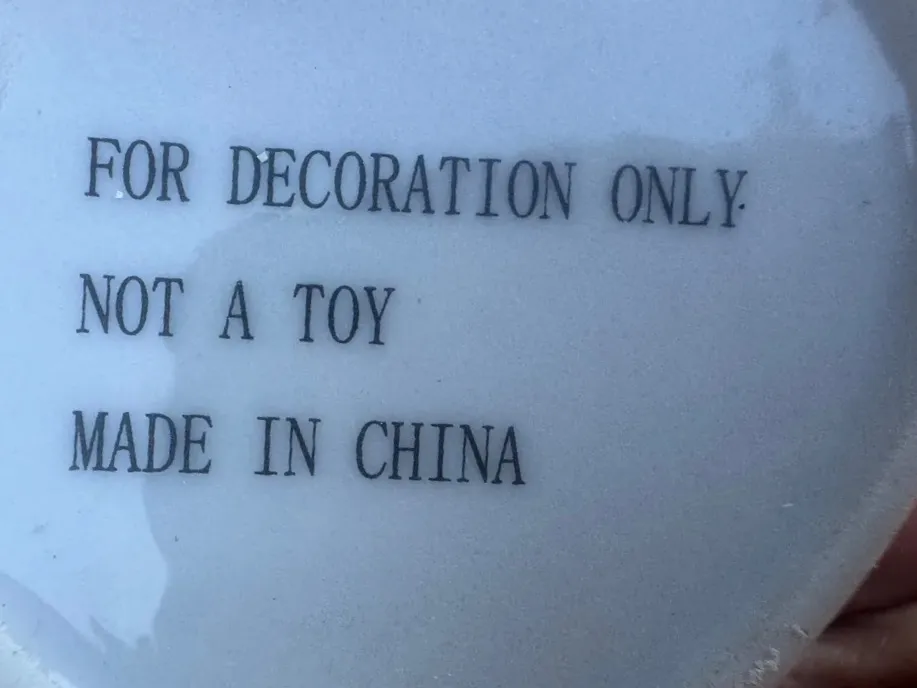 FOR DECORATION ONLY.
NOT A TOY
MADE IN CHINA